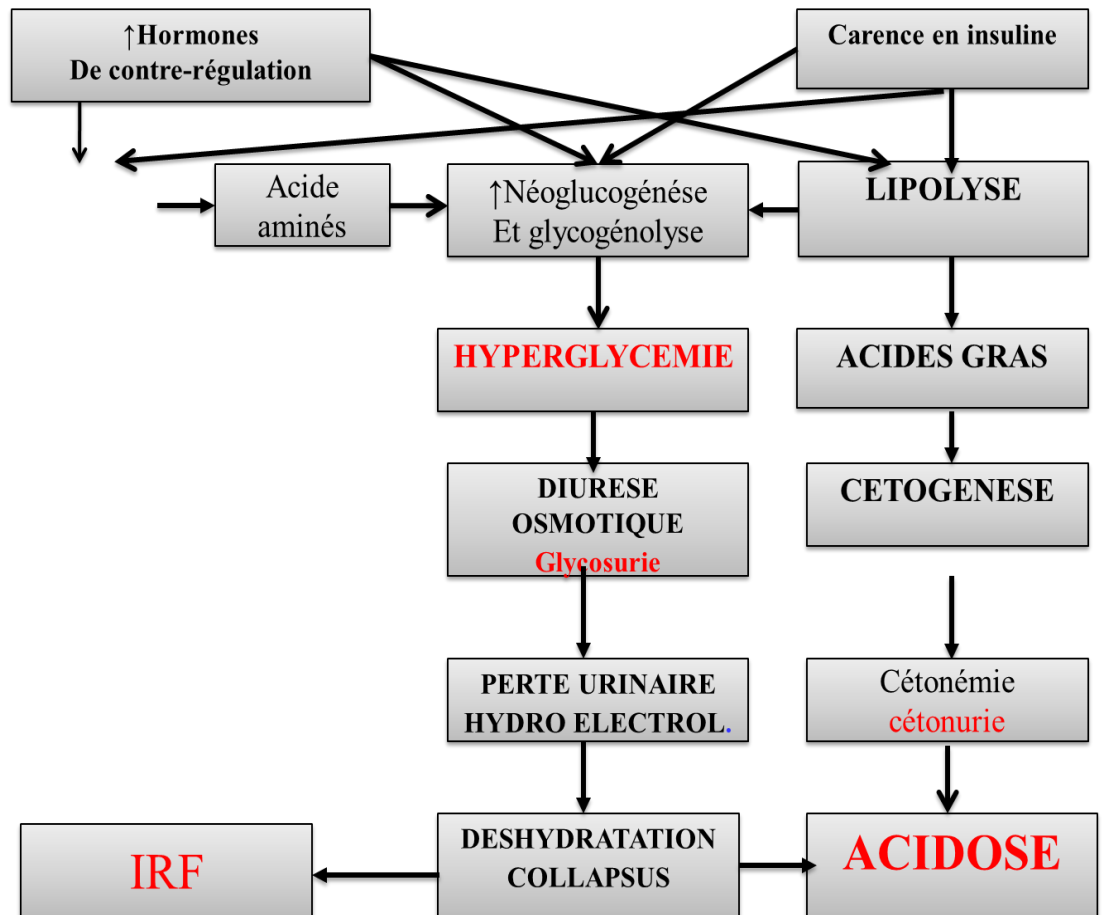 ↑Hormones
De contre-régulation
Carence en insuline
Acide
aminés
↑Néoglucogénése
Et glycogénolyse
LIPOLYSE
HYPERGLYCEMIE
ACIDES GRAS
DIURESE
OSMOTIQUE
Glycosurie
CETOGENESE
PERTE URINAIRE
HYDRO ELECTROL.
Cétonémie
cétonurie
IRF
DESHYDRATATION
COLLAPSUS
ACIDOSE